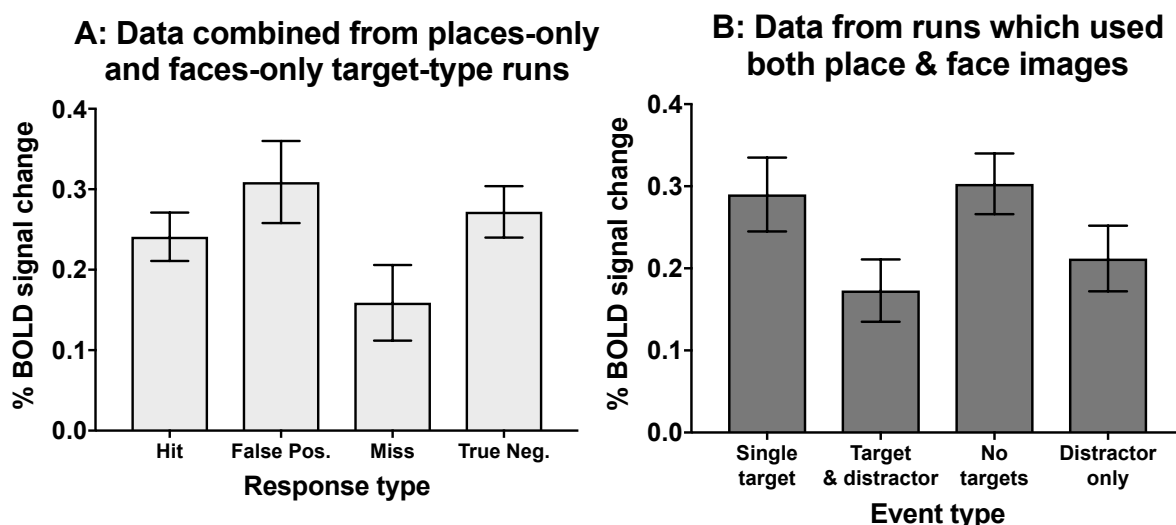 A: Data combined from places-only
and faces-only target-type runs
% BOLD signal change
0.4
0.3
0.2
0.1
0.0
Hit
False Pos.
Miss
True Neg.
Response type
B: Data from runs which used
both place & face images
% BOLD signal change
0.4
0.3
0.2
0.1
0.0
Single
target
Target
& distractor
No
targets
Distractor
only
Event type